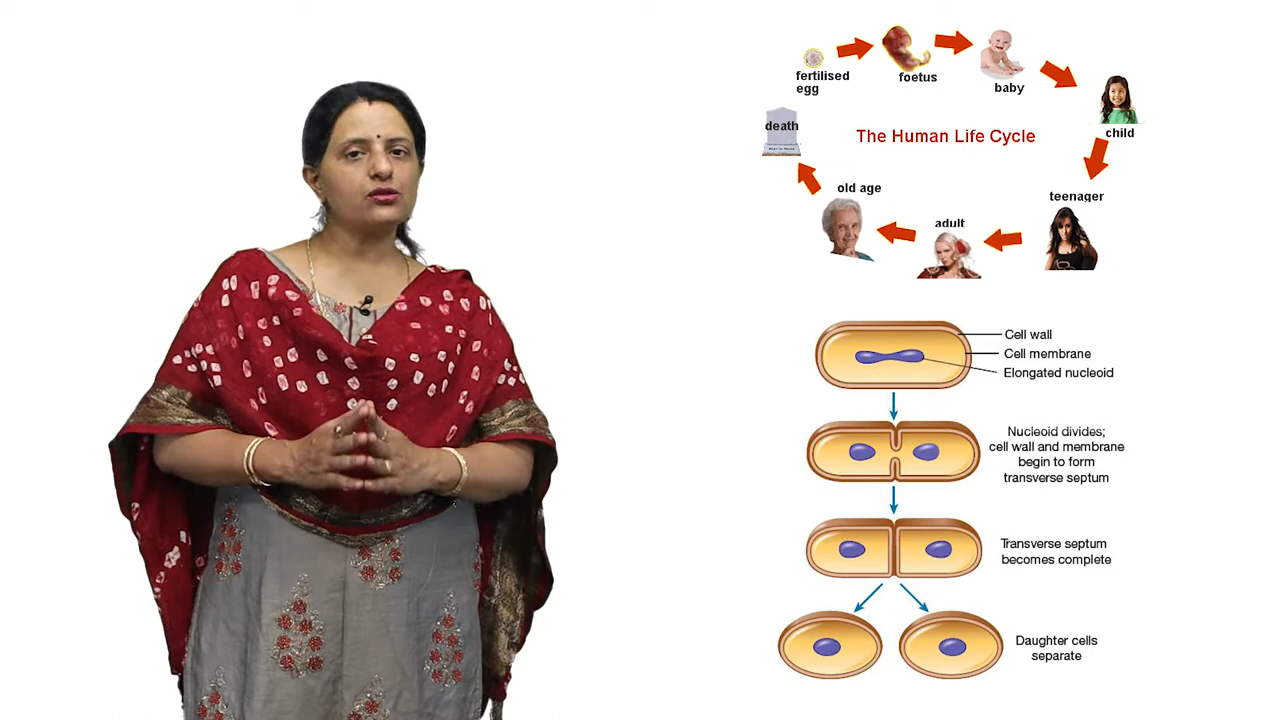 fertilised
egg
foetus
baby
child
death
The Human Life Cycle
old age
adult
teenager
Cell wall
Cell membrane
Elongated nucleoid
Nucleoid divides;
cell wall and membrane
begin to form
transverse septum
Transverse septum
becomes complete
Daughter cells
separate